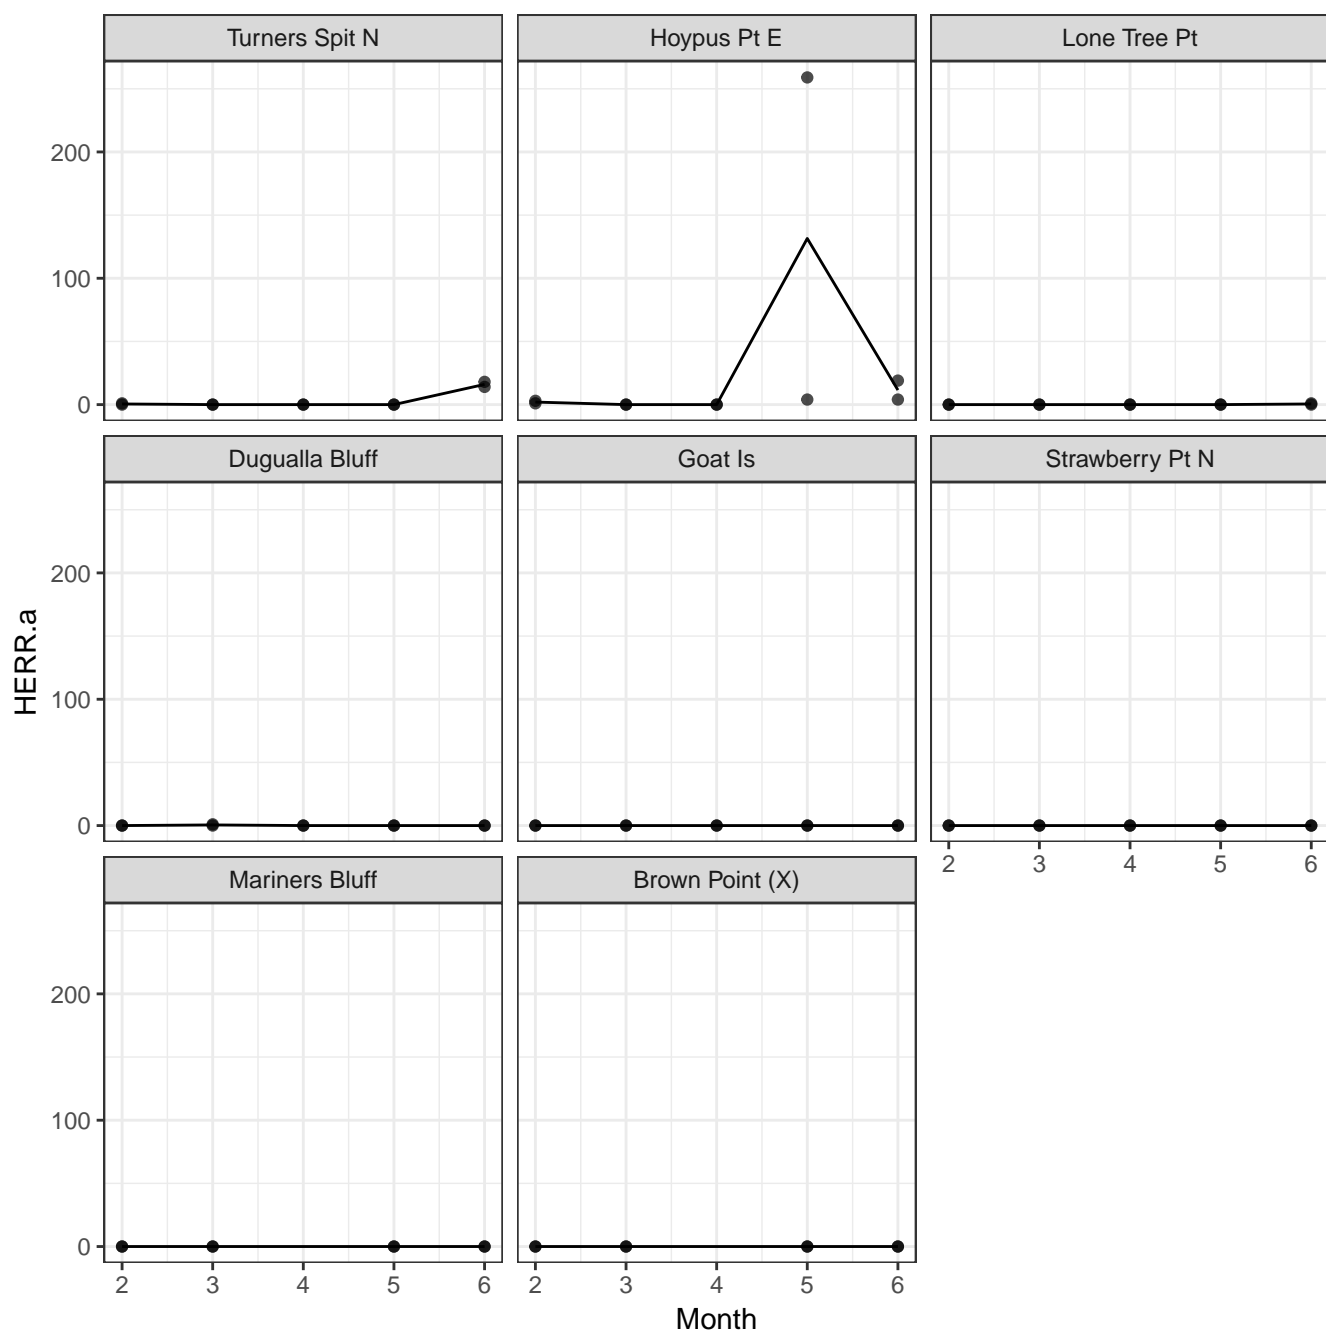 Turners Spit N
Hoypus Pt E
Lone Tree Pt
200
100
0
Dugualla Bluff
Goat Is
Strawberry Pt N
200
100
0
2 3 4 5 6
Mariners Bluff
Brown Point (X)
200
100
0
2 3 4 5 6
2 3 4 5 6
HERR.a
Month